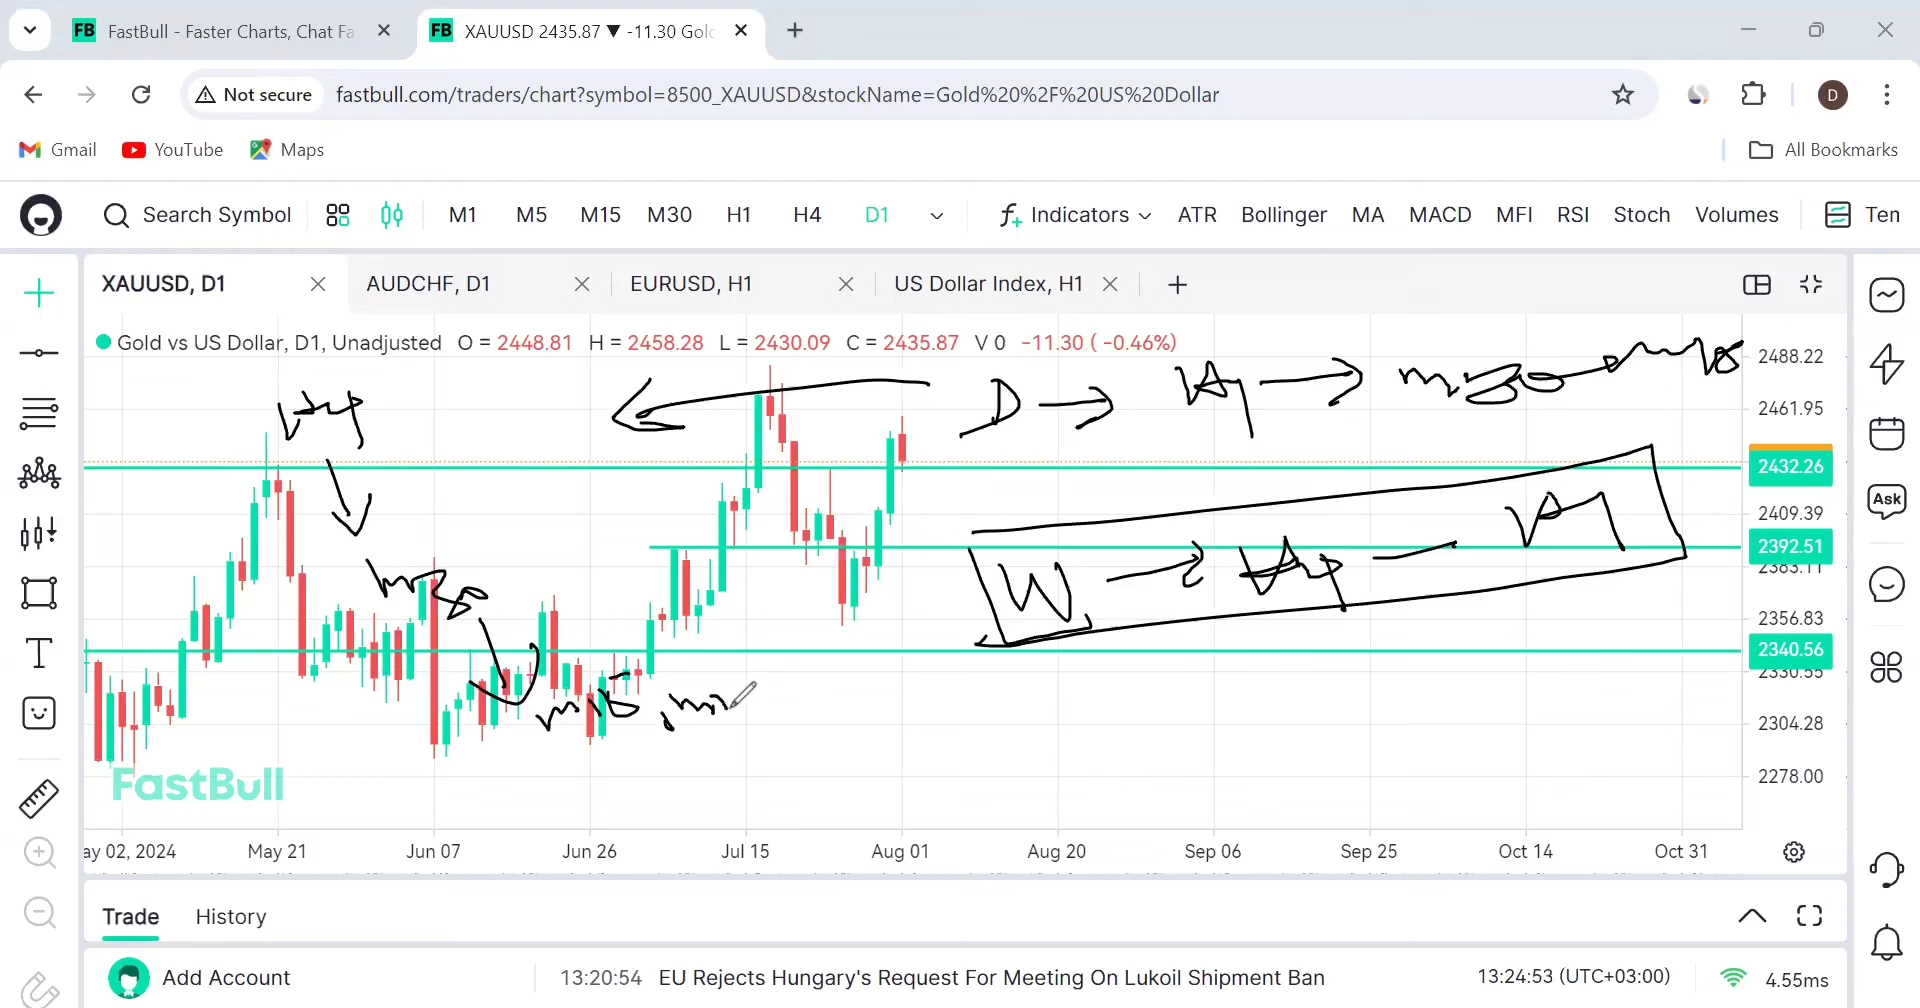 FastBull - Faster Charts, Chat Fa
XAUUSD 2435.87 ▼ -11.30 Gol
Not secure
fastbull.com/traders/chart?symbol=8500_XAUUSD&stockName=Gold%20%2F%20US%20Dollar
D
Gmail YouTube Maps All Bookmarks
Search Symbol M1 M5 M15 M30 H1 H4 D1 Indicators ATR Bollinger MA MACD MFI RSI Stoch Volumes Ten
XAUUSD, D1 AUDCHF, D1 EURUSD, H1 US Dollar Index, H1
Gold vs US Dollar, D1, Unadjusted O = 2448.81 H = 2458.28 L = 2430.09 C = 2435.87 V 0 -11.30 ( -0.46%)
2488.22
D
2461.95
2432.26
2409.39
Ask
2392.51
2383.11
W
2356.83
2340.56
2330.55
2304.28
2278.00
FastBull
ay 02, 2024 May 21 Jun 07 Jun 26 Jul 15 Aug 01 Aug 20 Sep 06 Sep 25 Oct 14 Oct 31
Trade History
Add Account 13:20:54 EU Rejects Hungary's Request For Meeting On Lukoil Shipment Ban 13:24:53 (UTC+03:00) 4.55ms